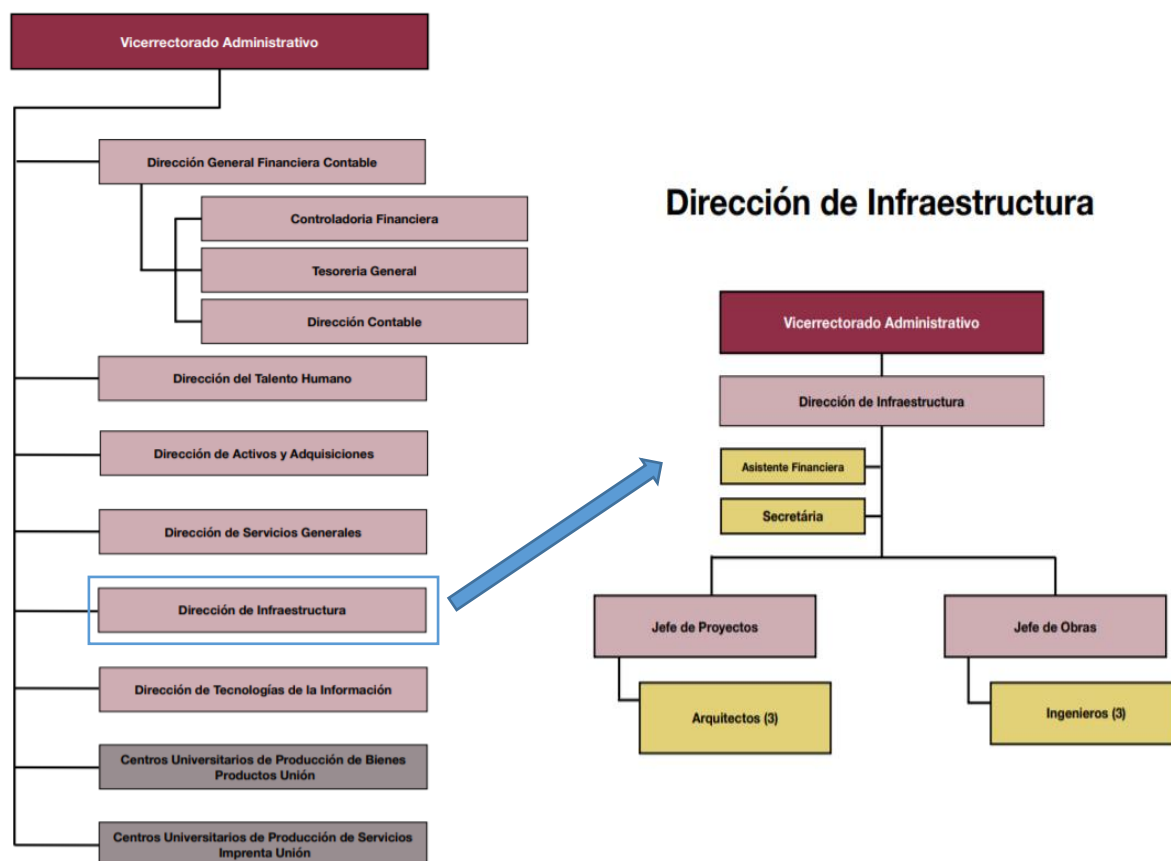 Vicerrectorado Administrativo
Dirección General Financiera Contable
Controladoria Financiera
Tesoreria General
Dirección Contable
Dirección del Talento Humano
Dirección de Activos y Adquisiciones
Dirección de Servicios Generales
Dirección de Infraestructura
Dirección de Tecnologías de la Información
Centros Universitarios de Producción de Bienes
Productos Unión
Centros Universitarios de Producción de Servicios
Imprenta Unión
Dirección de Infraestructura
Vicerrectorado Administrativo
Dirección de Infraestructura
Asistente Financiera
Secretária
Jefe de Proyectos
Jefe de Obras
Arquitectos (3)
Ingenieros (3)